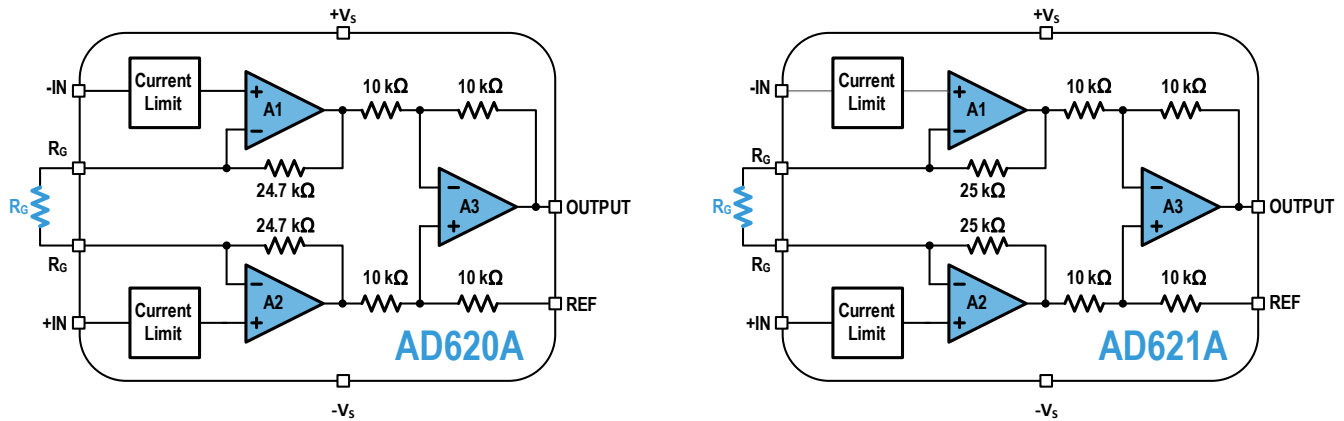 +VS
-IN
Current
Limit
+
A1
−
10 kΩ
10 kΩ
RG
24.7 kΩ
RG
−
A3
+
OUTPUT
24.7 kΩ
RG
−
A2
+
10 kΩ
10 kΩ
REF
+IN
Current
Limit
AD620A
-VS
+VS
-IN
Current
Limit
+
A1
−
10 kΩ
10 kΩ
RG
25 kΩ
RG
−
A3
+
OUTPUT
25 kΩ
RG
−
A2
+
10 kΩ
10 kΩ
REF
+IN
Current
Limit
AD621A
-VS